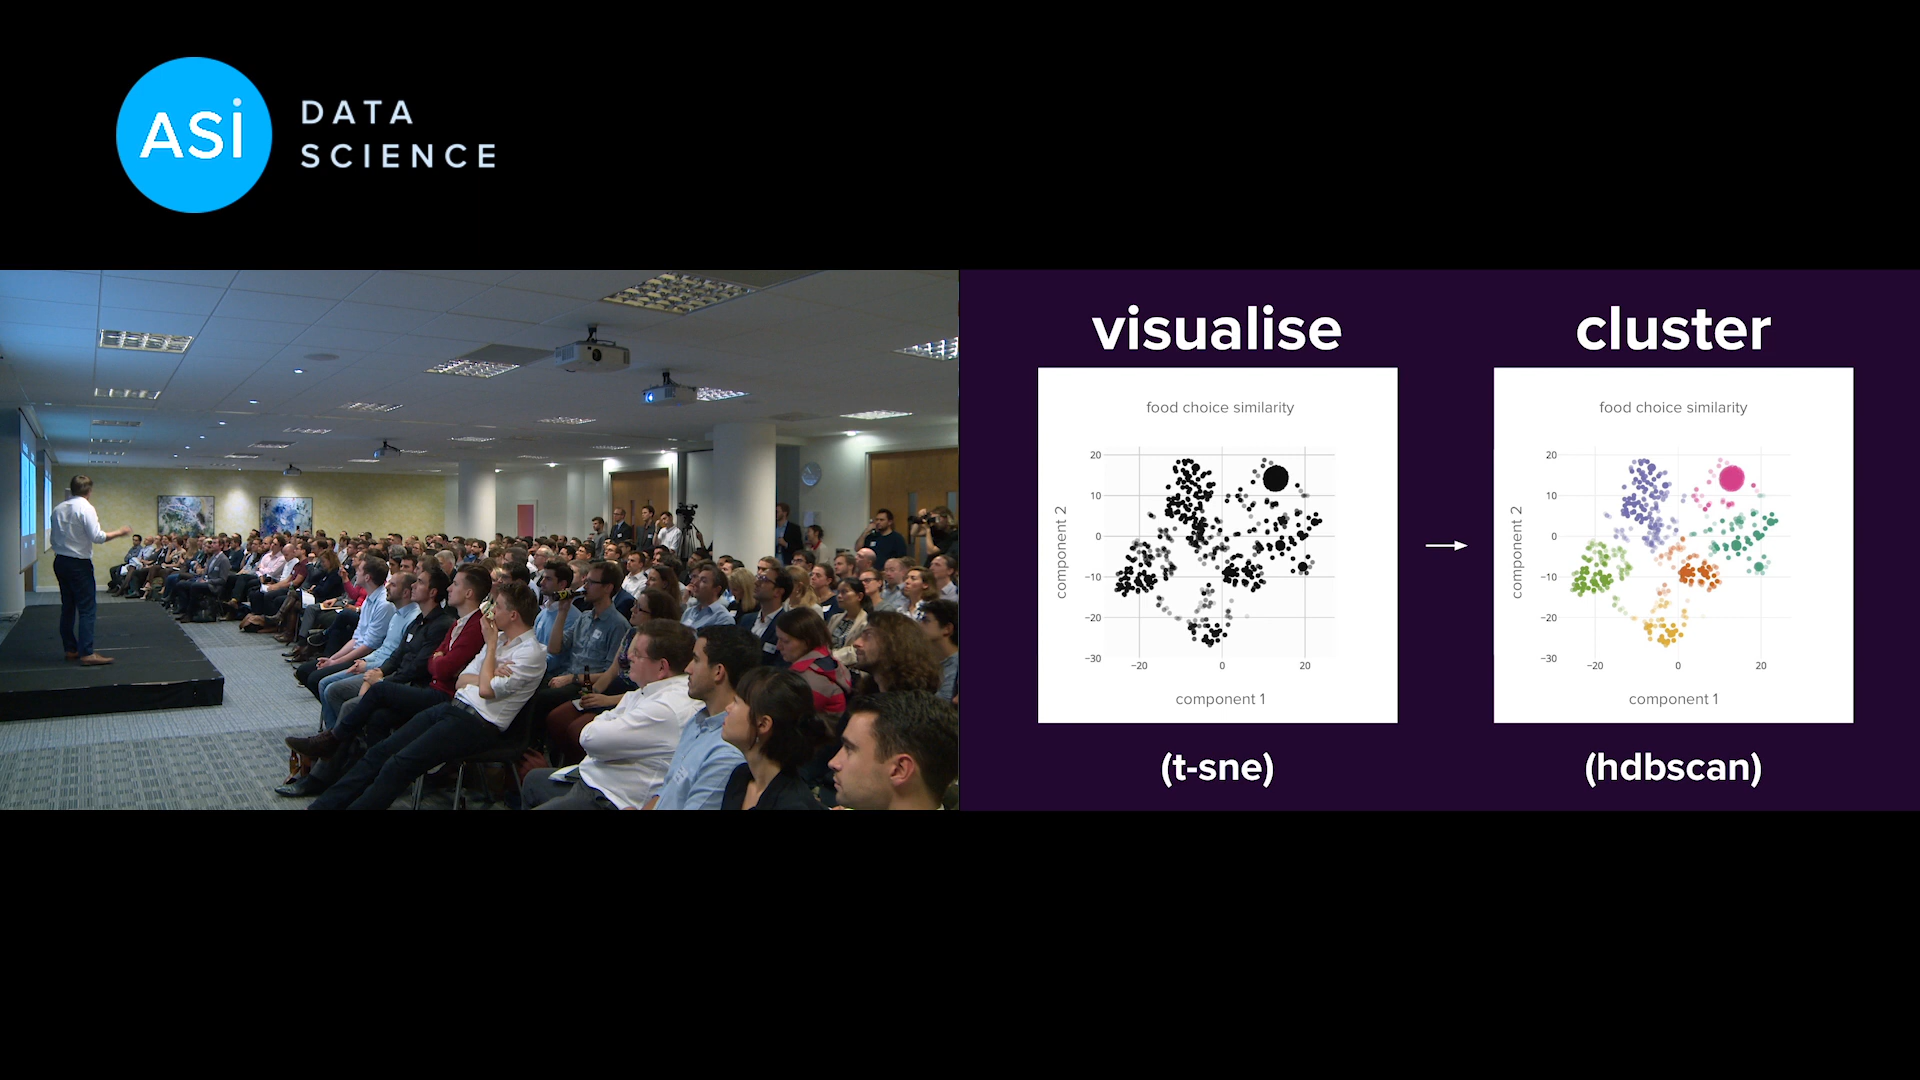 ASi
DATA
SCIENCE
visualise
food choice similarity
component 2
20
10
0
−10
−20
−30
−20
0
20
component 1
(t-sne)
cluster
food choice similarity
component 2
20
10
0
−10
−20
−30
−20
0
20
component 1
(hdbscan)